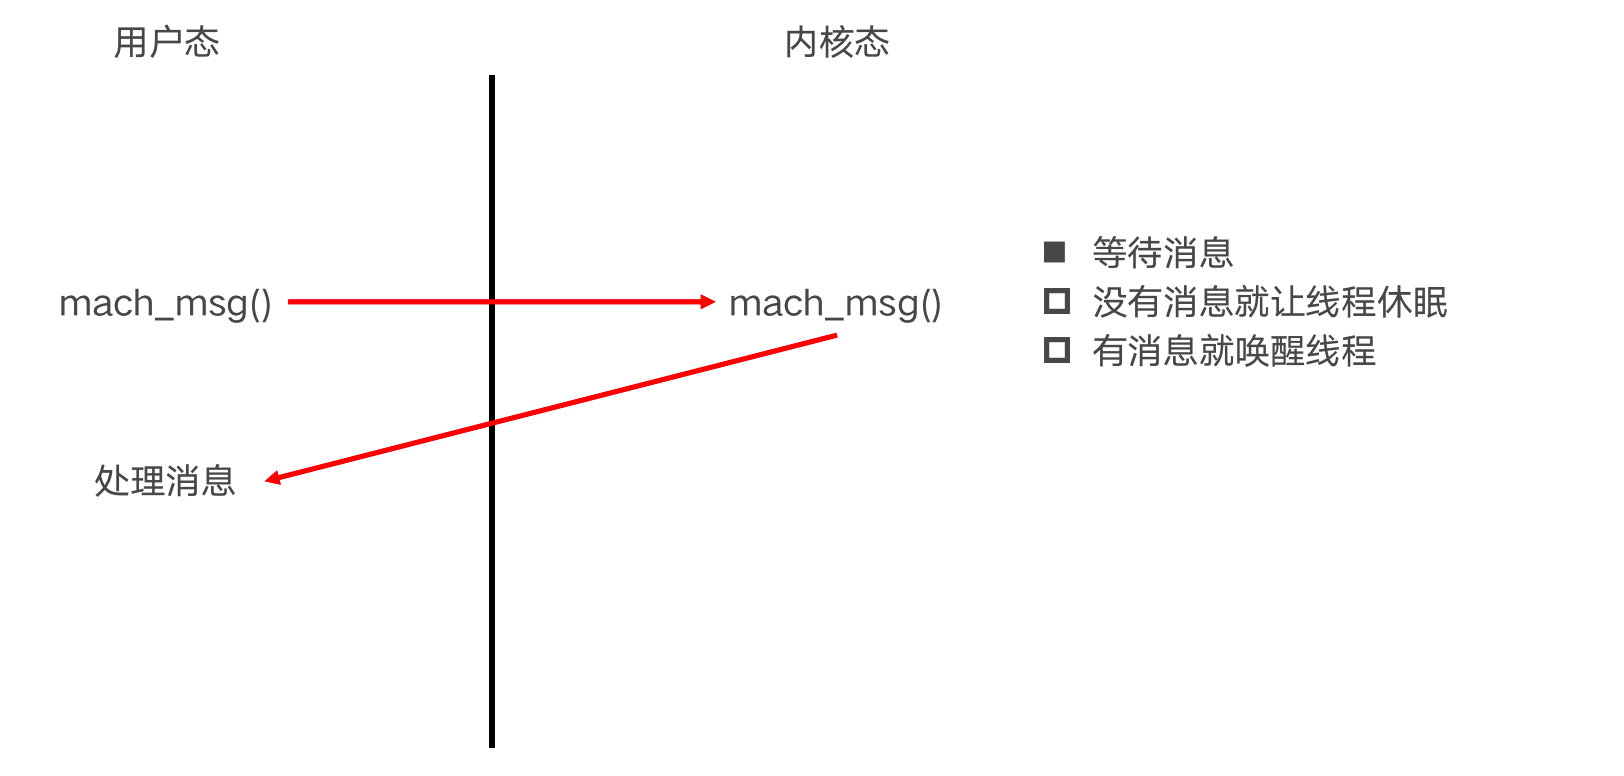 用户态
内核态
mach_msg()
mach_msg()
等待消息
没有消息就让线程休眠
有消息就唤醒线程
处理消息